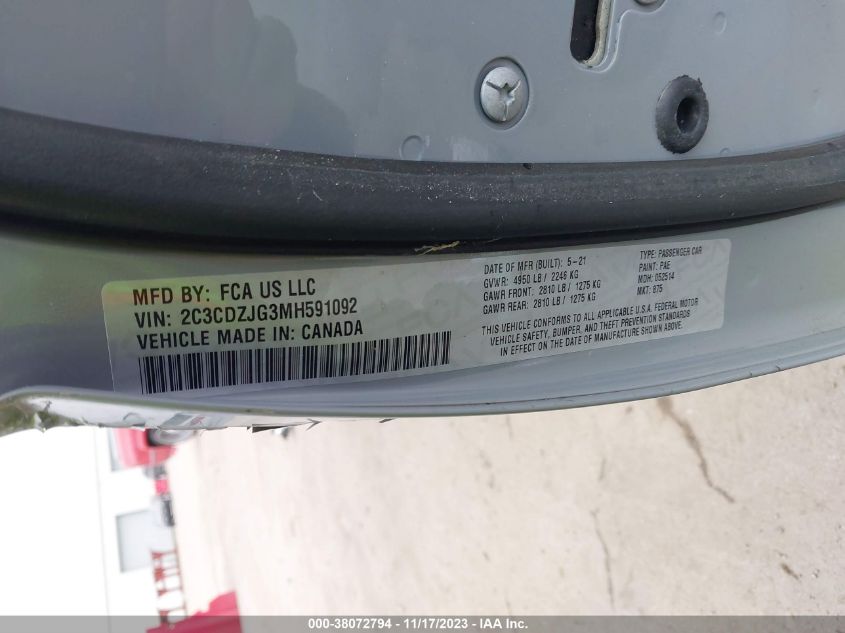 MFD BY: FCA US LLC
VIN: 2C3CDZJG3MH591092
VEHICLE MADE IN: CANADA
DATE OF MFR (BUILT): 5-21
GVWR: 4950 LB / 2246 KG
GAWR FRONT: 2810 LB / 1275 KG
GAWR REAR: 2810 LB / 1275 KG
TYPE: PASSENGER CAR
PAINT: PAE
MDH: 052514
MKT: 875
THIS VEHICLE CONFORMS TO ALL APPLICABLE U.S.A. FEDERAL MOTOR
VEHICLE SAFETY, BUMPER, AND THEFT PREVENTION STANDARDS
IN EFFECT ON THE DATE OF MANUFACTURE SHOWN ABOVE.
000-38072794 - 11/17/2023 - IAA Inc.